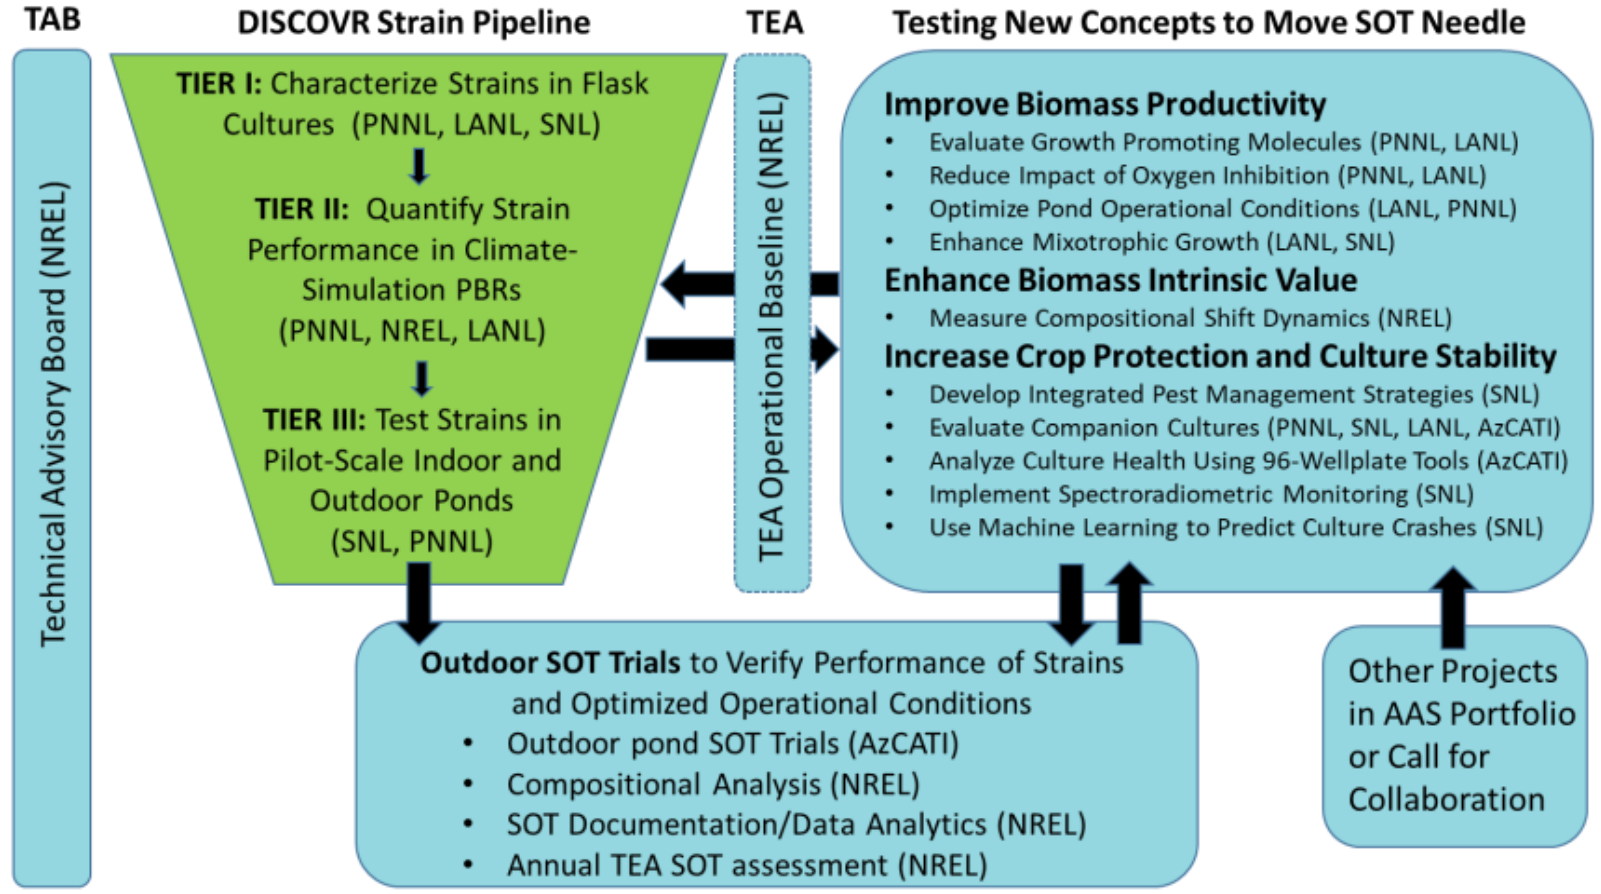 TAB
Technical Advisory Board (NREL)
DISCOVR Strain Pipeline
TIER I: Characterize Strains in Flask
Cultures (PNNL, LANL, SNL)
TIER II: Quantify Strain
Performance in Climate-
Simulation PBRs
(PNNL, NREL, LANL)
TIER III: Test Strains in
Pilot-Scale Indoor and
Outdoor Ponds
(SNL, PNNL)
TEA
TEA Operational Baseline (NREL)
Testing New Concepts to Move SOT Needle
Improve Biomass Productivity
• Evaluate Growth Promoting Molecules (PNNL, LANL)
• Reduce Impact of Oxygen Inhibition (PNNL, LANL)
• Optimize Pond Operational Conditions (LANL, PNNL)
• Enhance Mixotrophic Growth (LANL, SNL)
Enhance Biomass Intrinsic Value
• Measure Compositional Shift Dynamics (NREL)
Increase Crop Protection and Culture Stability
• Develop Integrated Pest Management Strategies (SNL)
• Evaluate Companion Cultures (PNNL, SNL, LANL, AzCATI)
• Analyze Culture Health Using 96-Wellplate Tools (AzCATI)
• Implement Spectroradiometric Monitoring (SNL)
• Use Machine Learning to Predict Culture Crashes (SNL)
Outdoor SOT Trials to Verify Performance of Strains
and Optimized Operational Conditions
• Outdoor pond SOT Trials (AzCATI)
• Compositional Analysis (NREL)
• SOT Documentation/Data Analytics (NREL)
• Annual TEA SOT assessment (NREL)
Other Projects
in AAS Portfolio
or Call for
Collaboration